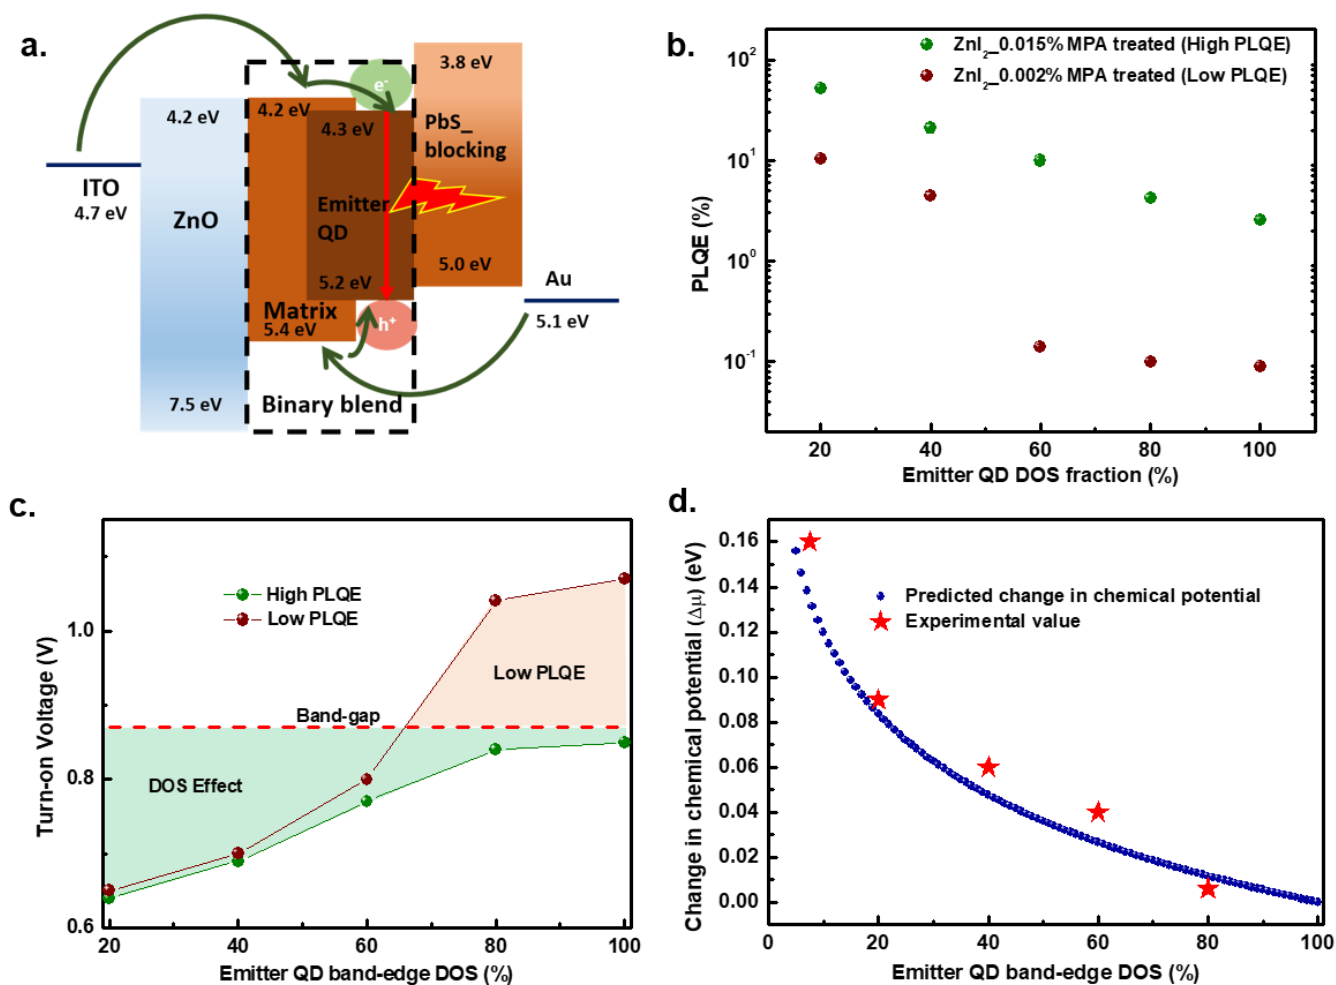 a.
3.8 eV
e-
4.2 eV
4.2 eV
4.3 eV
PbS_
blocking
ITO
4.7 eV
ZnO
Emitter
QD
5.2 eV
5.0 eV
Au
Matrix
5.4 eV
h+
5.1 eV
7.5 eV
Binary blend
b.
ZnI2_0.015% MPA treated (High PLQE)
ZnI2_0.002% MPA treated (Low PLQE)
10^2
10^1
10^0
10^-1
PLQE (%)
20 40 60 80 100
Emitter QD DOS fraction (%)
c.
High PLQE
Low PLQE
1.0
0.8
0.6
Turn-on Voltage (V)
Low PLQE
Band-gap
DOS Effect
20 40 60 80 100
Emitter QD band-edge DOS (%)
d.
0.16
0.14
0.12
0.10
0.08
0.06
0.04
0.02
0.00
Change in chemical potential (Δμ) (eV)
Predicted change in chemical potential
Experimental value
0 20 40 60 80 100
Emitter QD band-edge DOS (%)